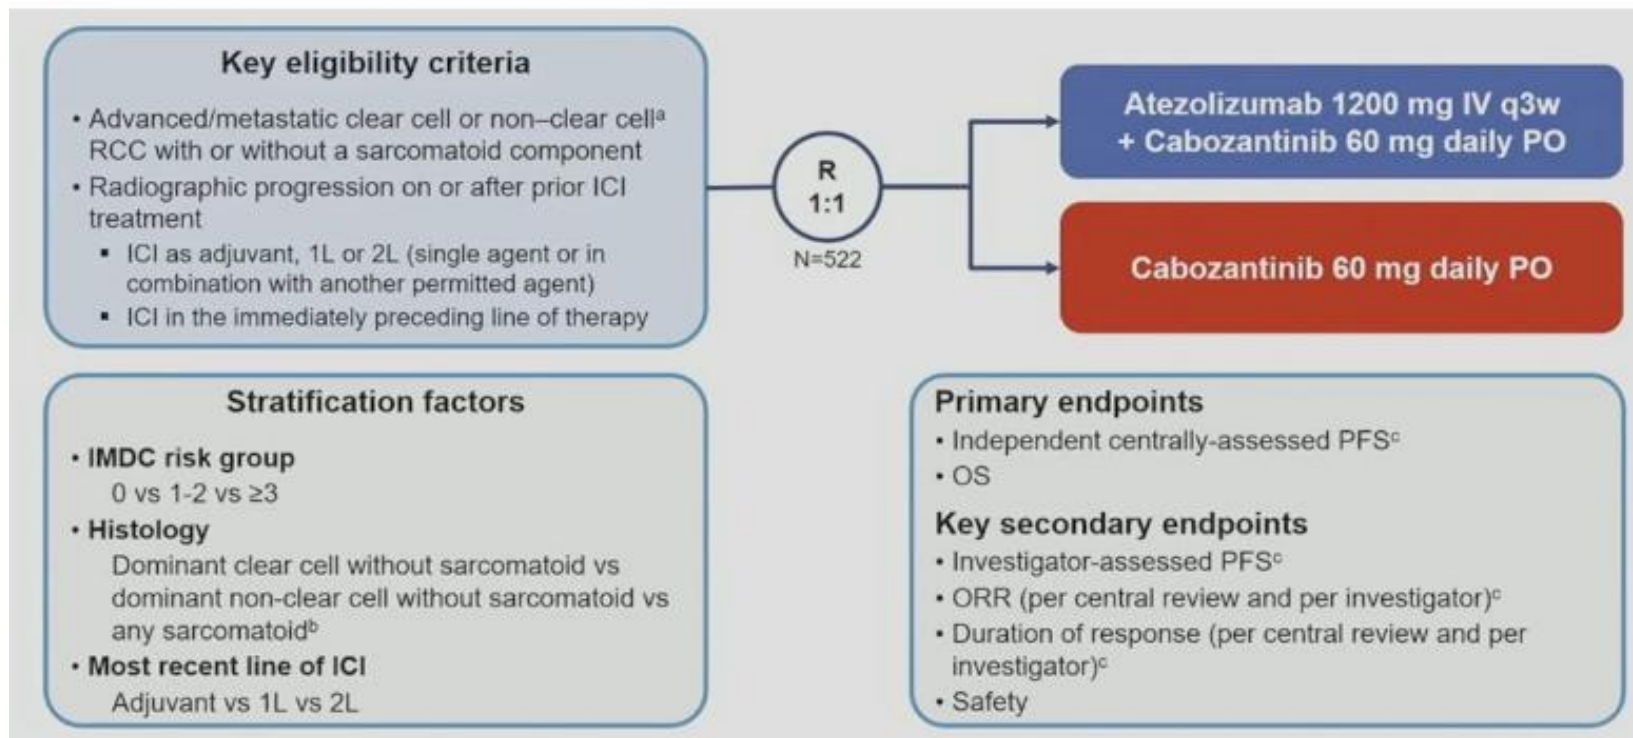 Key eligibility criteria
• Advanced/metastatic clear cell or non–clear cellᵃ
RCC with or without a sarcomatoid component
• Radiographic progression on or after prior ICI
treatment
▪ ICI as adjuvant, 1L or 2L (single agent or in
combination with another permitted agent)
▪ ICI in the immediately preceding line of therapy
R
1:1
N=522
Atezolizumab 1200 mg IV q3w
+ Cabozantinib 60 mg daily PO
Cabozantinib 60 mg daily PO
Stratification factors
• IMDC risk group
0 vs 1-2 vs ≥3
• Histology
Dominant clear cell without sarcomatoid vs
dominant non-clear cell without sarcomatoid vs
any sarcomatoidᵇ
• Most recent line of ICI
Adjuvant vs 1L vs 2L
Primary endpoints
• Independent centrally-assessed PFSᶜ
• OS
Key secondary endpoints
• Investigator-assessed PFSᶜ
• ORR (per central review and per investigator)ᶜ
• Duration of response (per central review and per
investigator)ᶜ
• Safety